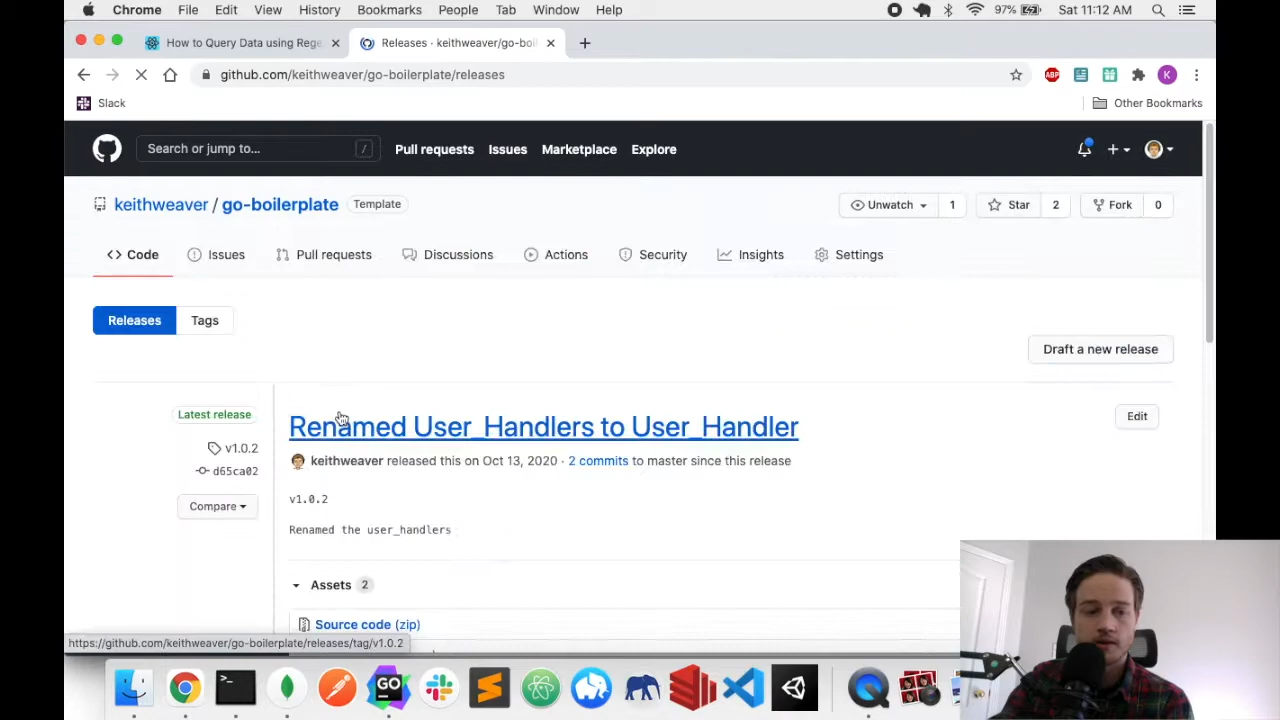 Chrome File Edit View History Bookmarks People Tab Window Help 97% Sat 11:12 AM
How to Query Data using Rege
Releases · keithweaver/go-boil
github.com/keithweaver/go-boilerplate/releases
ABP
K
Slack
Other Bookmarks
Search or jump to... /
Pull requests Issues Marketplace Explore
keithweaver / go-boilerplate Template
Unwatch 1 Star 2 Fork 0
Code Issues Pull requests Discussions Actions Security Insights Settings
Releases Tags
Draft a new release
Latest release
v1.0.2
d65ca02
Compare
Renamed User_Handlers to User_Handler
Edit
keithweaver released this on Oct 13, 2020 · 2 commits to master since this release
v1.0.2
Renamed the user_handlers
Assets 2
Source code (zip)
https://github.com/keithweaver/go-boilerplate/releases/tag/v1.0.2
GO